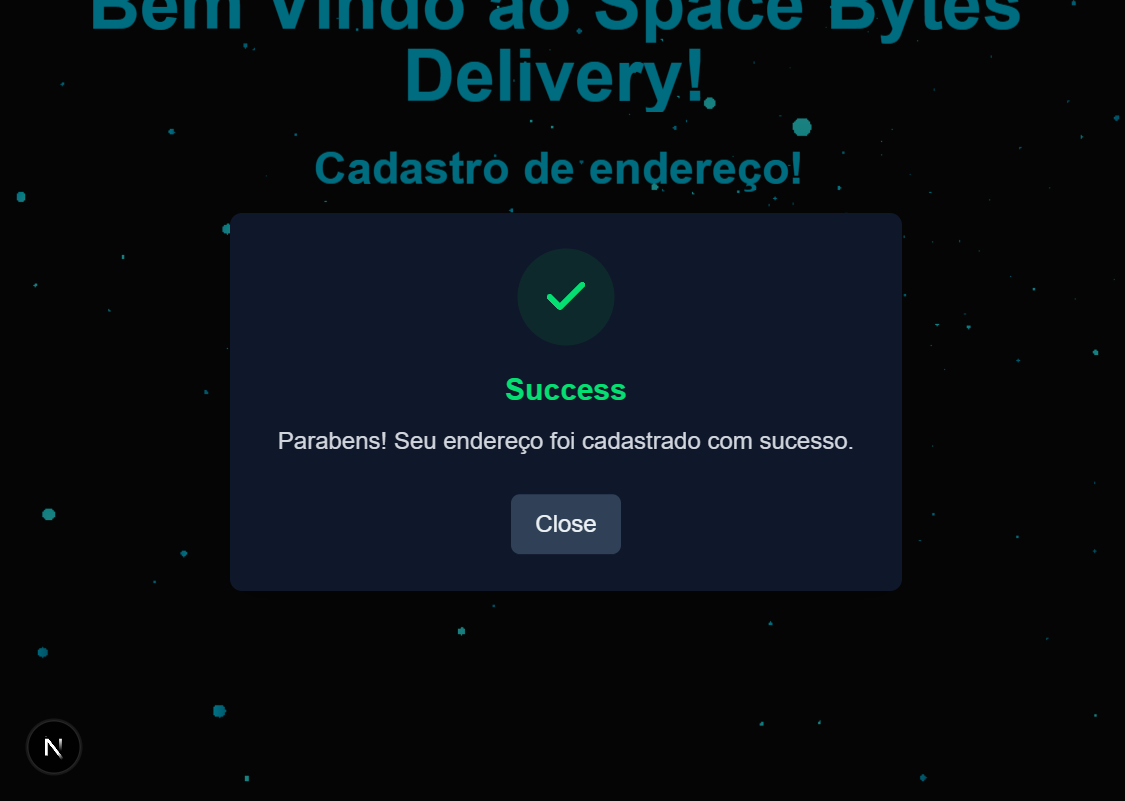 Bem Vindo ao Space Bytes
Delivery!
Cadastro de endereço!
Success
Parabens! Seu endereço foi cadastrado com sucesso.
Close
N